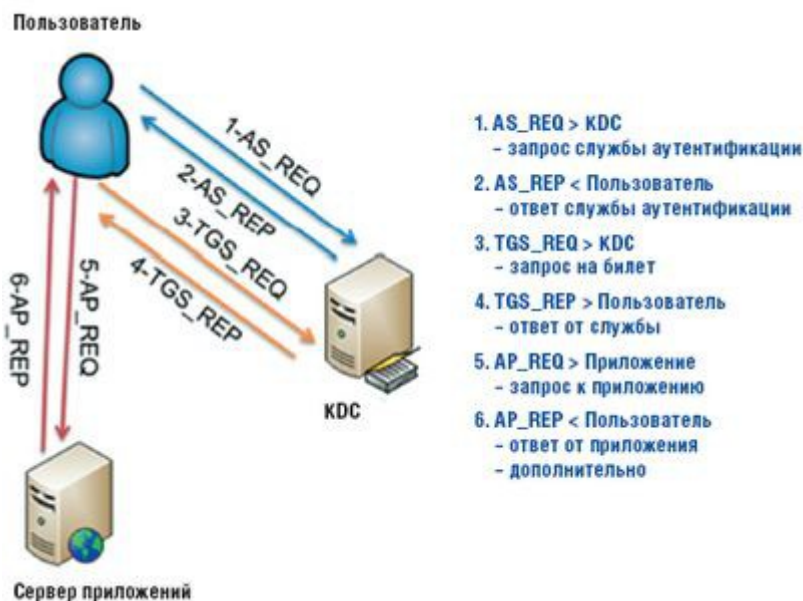 Пользователь
1-AS_REQ
2-AS_REP
3-TGS_REQ
4-TGS_REP
5-AP_REQ
6-AP_REP
KDC
Сервер приложений
1. AS_REQ > KDC
– запрос службы аутентификации
2. AS_REP < Пользователь
– ответ службы аутентификации
3. TGS_REQ > KDC
– запрос на билет
4. TGS_REP > Пользователь
– ответ от службы
5. AP_REQ > Приложение
– запрос к приложению
6. AP_REP < Пользователь
– ответ от приложения
– дополнительно